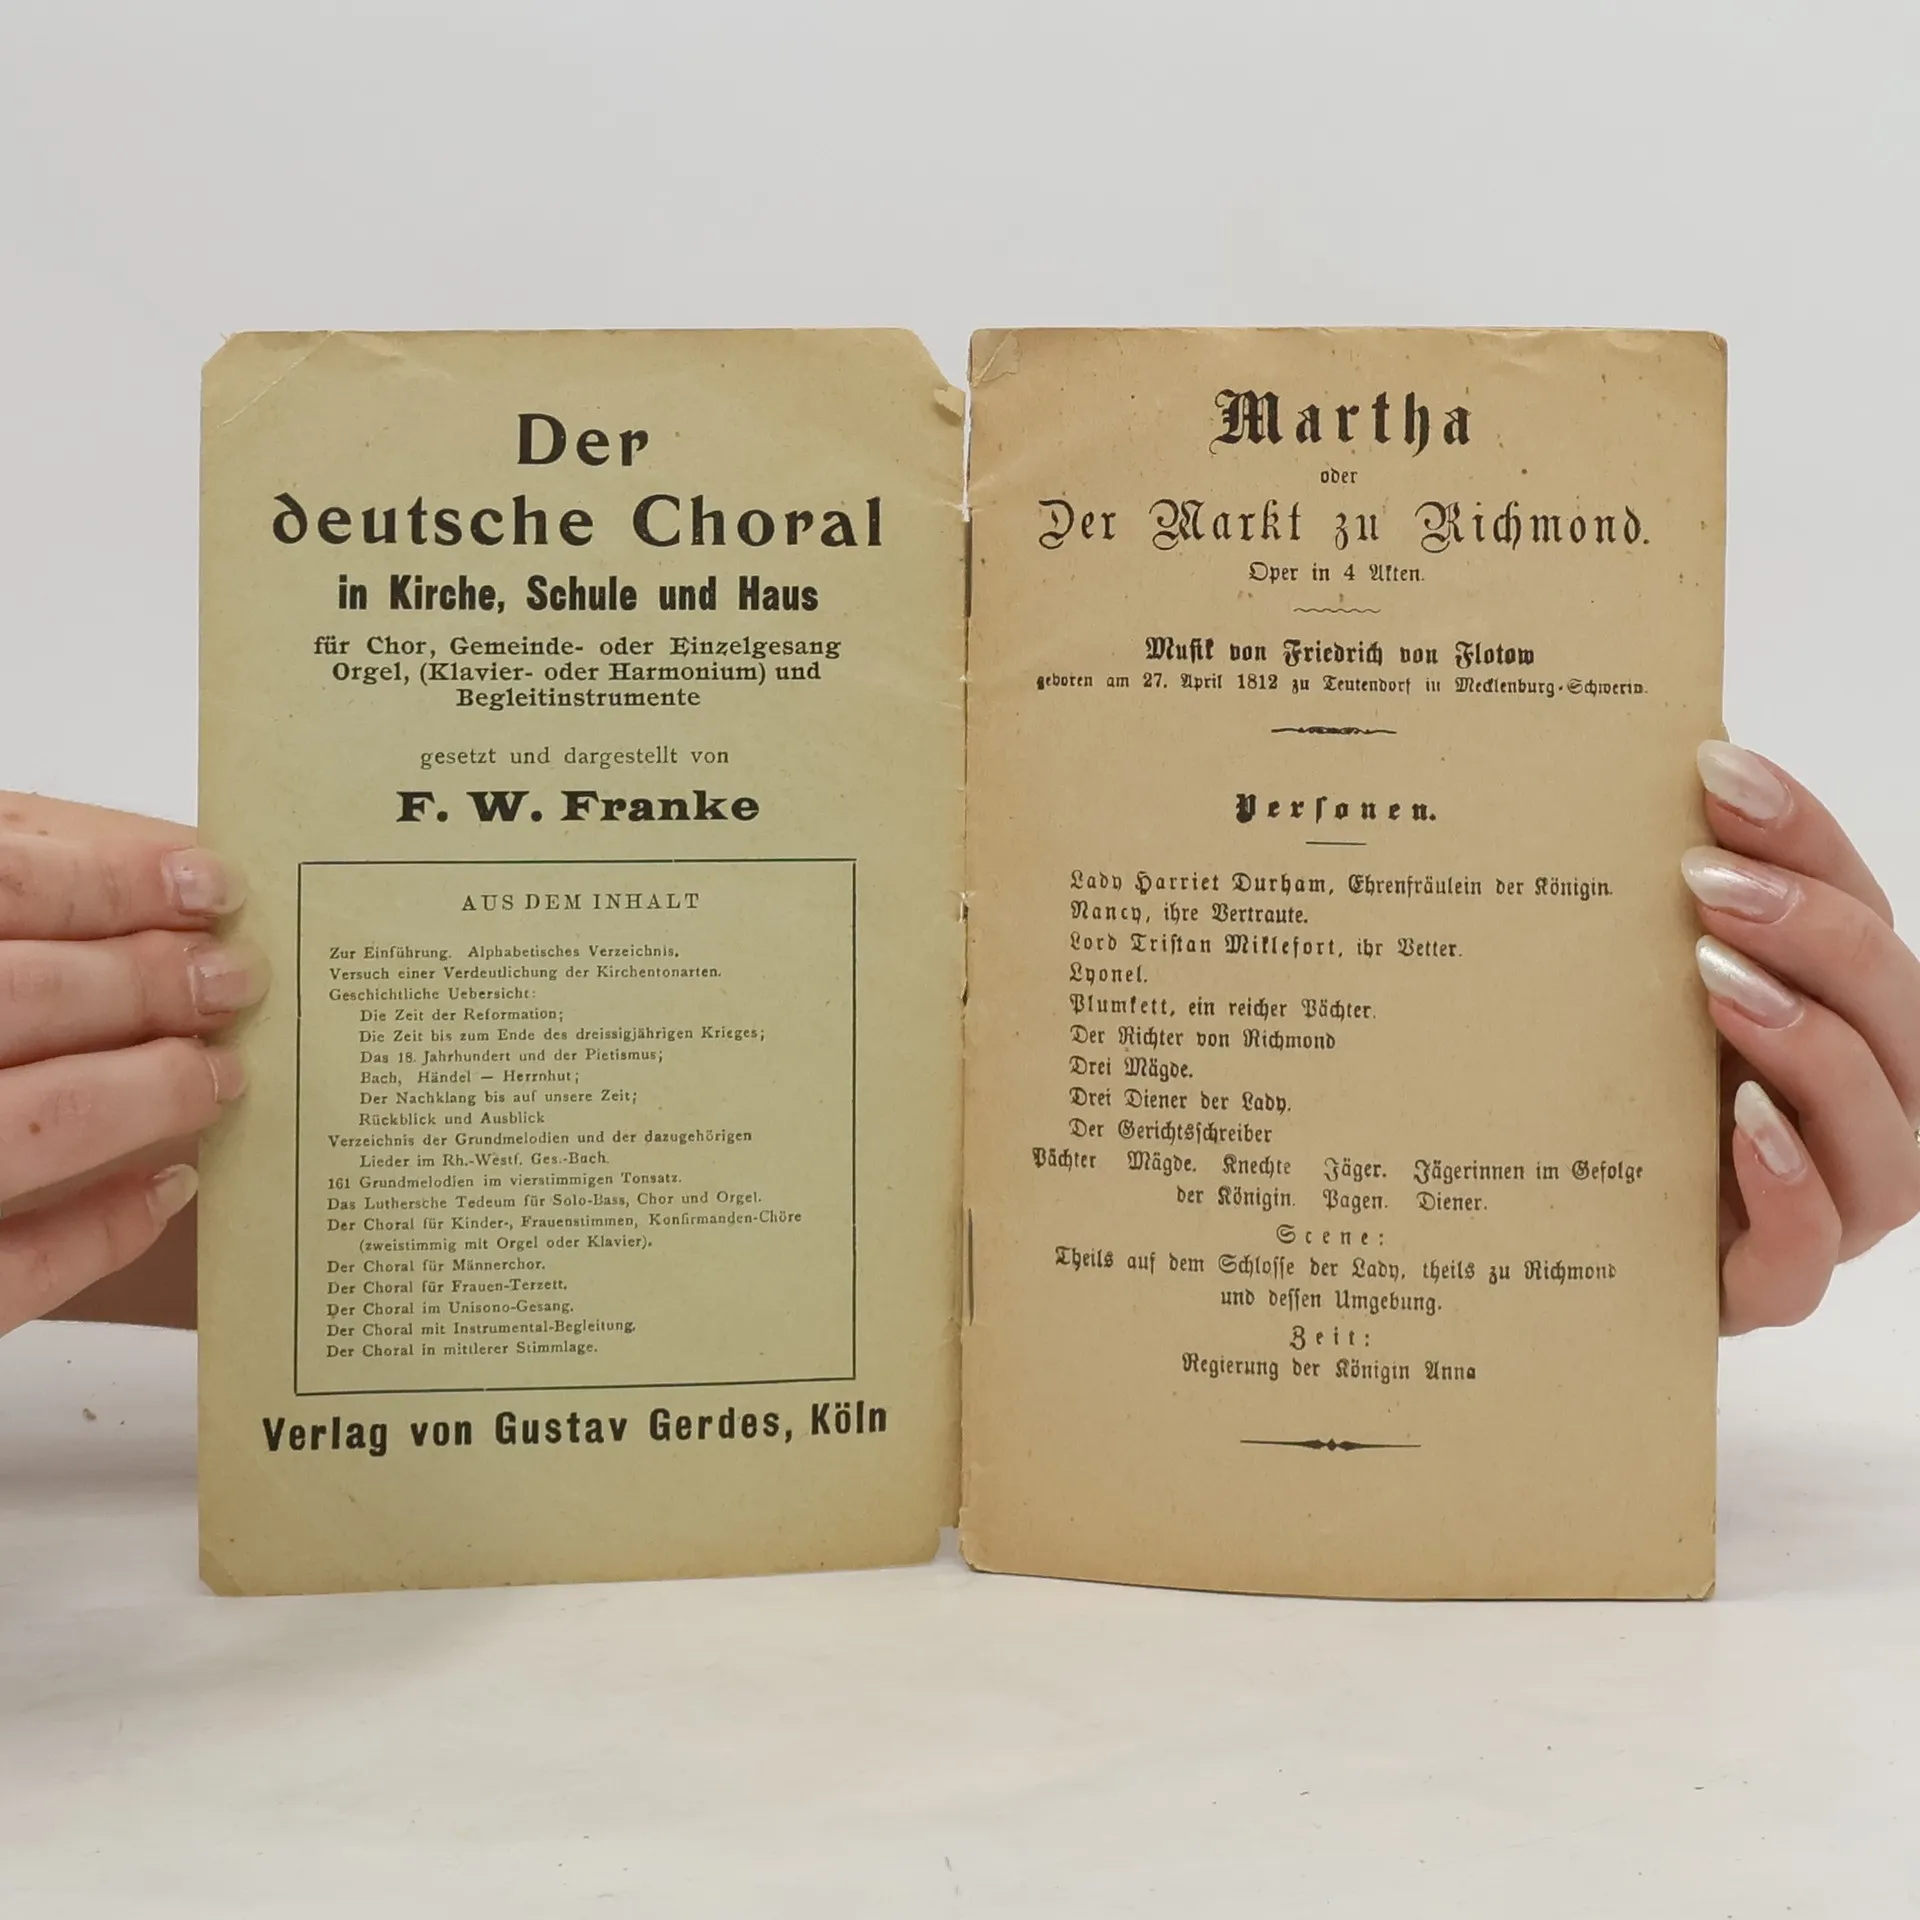 Der
deutsche Choral
in Kirche, Schule und Haus
für Chor, Gemeinde- oder Einzelgesang
Orgel, (Klavier- oder Harmonium) und
Begleitinstrumente
gesetzt und dargestellt von
F. W. Franke
AUS DEM INHALT
Zur Einführung. Alphabetisches Verzeichnis.
Versuch einer Verdeutlichung der Kirchentonarten.
Geschichtliche Uebersicht:
Die Zeit der Reformation;
Die Zeit bis zum Ende des dreissigjährigen Krieges;
Das 18. Jahrhundert und der Pietismus;
Bach, Händel — Herrnhut;
Der Nachklang bis auf unsere Zeit;
Rückblick und Ausblick
Verzeichnis der Grundmelodien und der dazugehörigen
Lieder im Rh.-Westf. Ges.-Buch.
161 Grundmelodien im vierstimmigen Tonsatz.
Das Luthersche Tedeum für Solo-Bass, Chor und Orgel.
Der Choral für Kinder-, Frauenstimmen, Konfirmanden-Chöre
(zweistimmig mit Orgel oder Klavier).
Der Choral für Männerchor.
Der Choral für Frauen-Terzett.
Der Choral im Unisono-Gesang.
Der Choral mit Instrumental-Begleitung.
Der Choral in mittlerer Stimmlage.
Verlag von Gustav Gerdes, Köln
Martha
oder
Der Markt zu Richmond.
Oper in 4 Akten.
Musik von Friedrich von Flotow
geboren am 27. April 1812 zu Teutendorf in Mecklenburg-Schwerin.
Personen.
Lady Harriet Durham, Ehrenfräulein der Königin.
Nancy, ihre Vertraute.
Lord Tristan Miklefort, ihr Vetter.
Lyonel.
Plumkett, ein reicher Pächter.
Der Richter von Richmond
Drei Mägde.
Drei Diener der Lady.
Der Gerichtsschreiber
Pächter Mägde. Knechte Jäger. Jägerinnen im Gefolge
der Königin. Pagen. Diener.
Scene:
Theils auf dem Schlosse der Lady, theils zu Richmond
und dessen Umgebung.
Zeit:
Regierung der Königin Anna